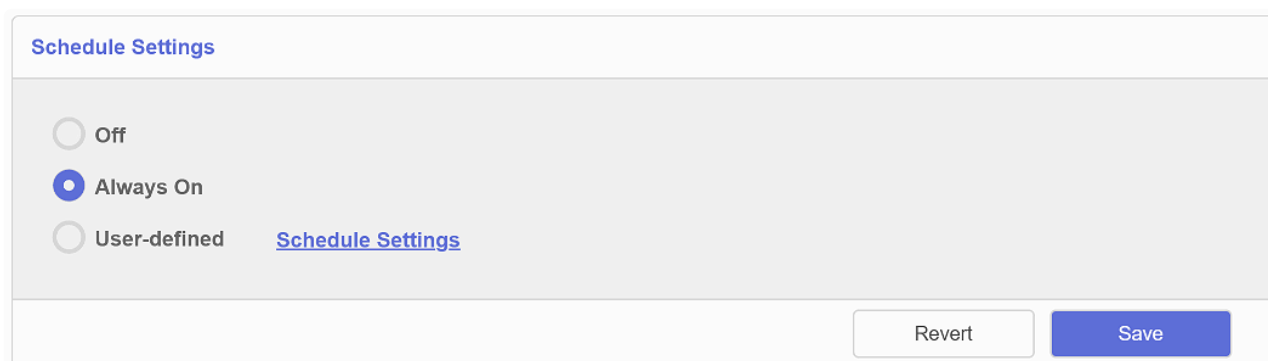 Schedule Settings
Off
Always On
User-defined Schedule Settings
Revert Save